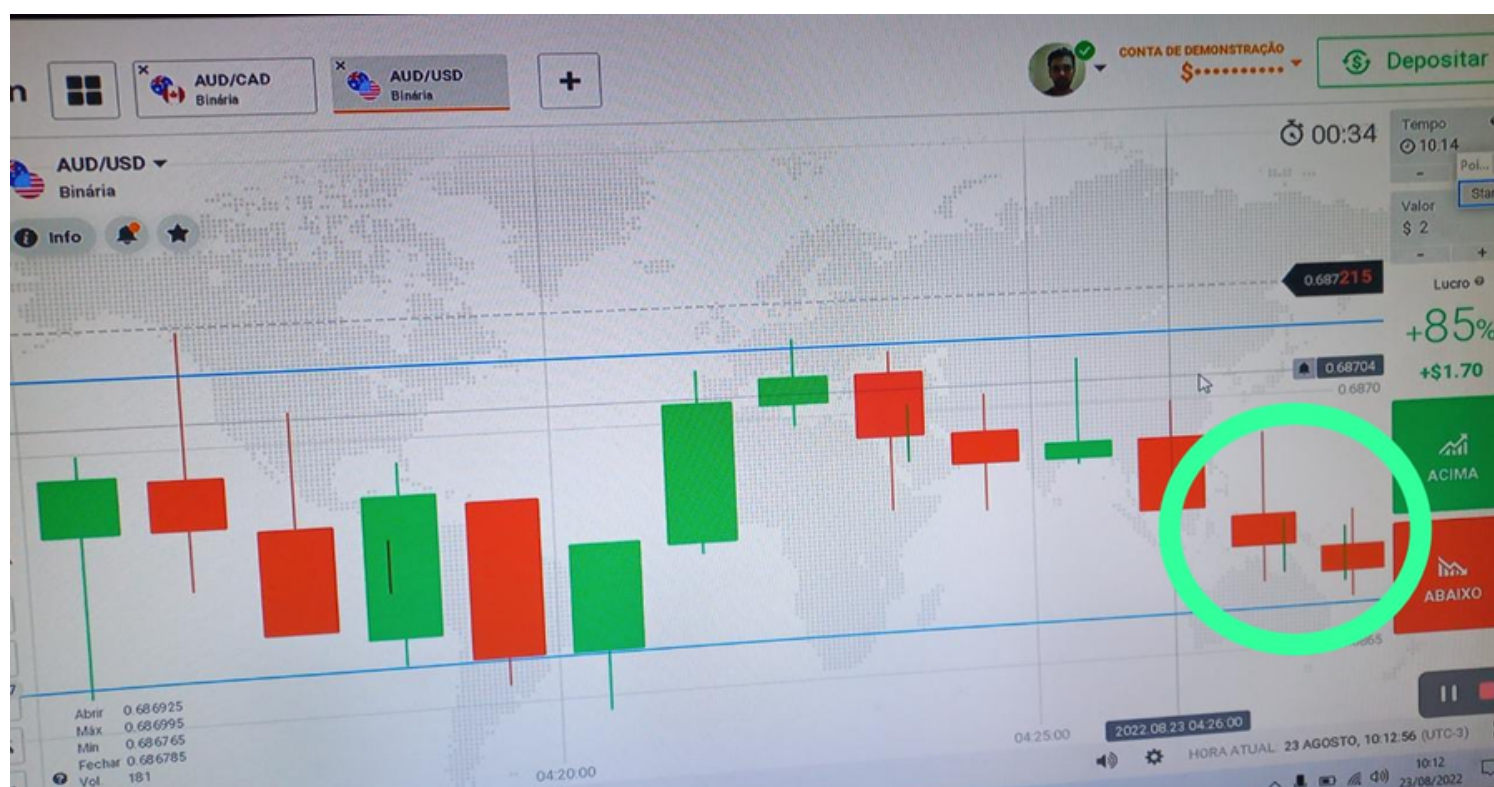 AUD/CAD
Binária
AUD/USD
Binária
+
CONTA DE DEMONSTRAÇÃO
$••••••••••
Depositar
AUD/USD
Binária
Info
00:34
Tempo
10:14
-
Pol...
Valor
$ 2
- +
0.687215
Lucro
+85%
+$1.70
0.68704
0.6870
ACIMA
ABAIXO
Abrir 0.686925
Máx 0.686995
Min 0.686765
Fechar 0.686785
Vol 181
04:20:00
04:25:00
2022.08.23 04:26:00
HORA ATUAL: 23 AGOSTO, 10:12:56 (UTC-3)
10:12
23/08/2022